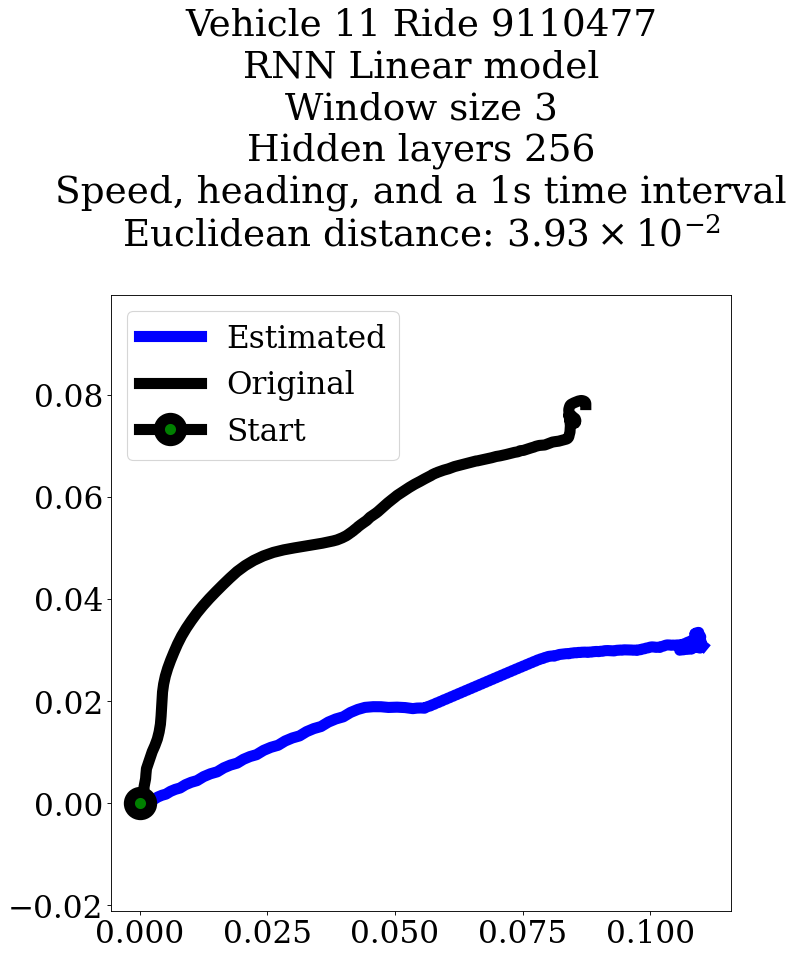 Vehicle 11 Ride 9110477
RNN Linear model
Window size 3
Hidden layers 256
Speed, heading, and a 1s time interval
Euclidean distance: 3.93 × 10⁻²
Estimated
Original
Start
0.08
0.06
0.04
0.02
0.00
−0.02
0.000 0.025 0.050 0.075 0.100